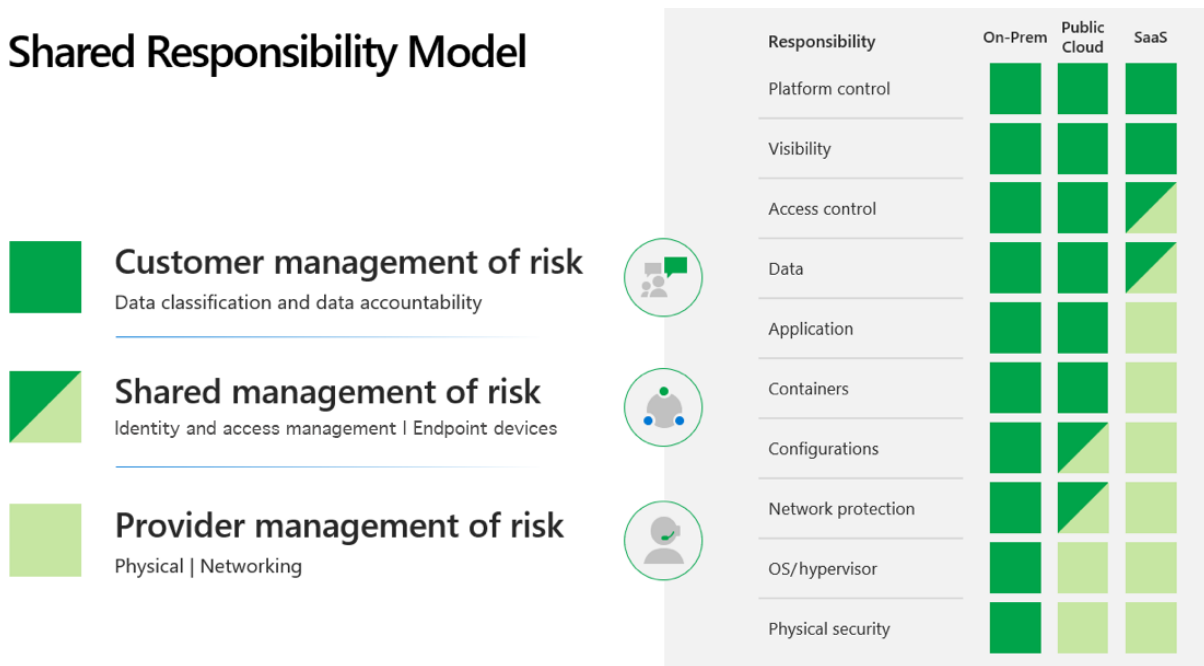 Shared Responsibility Model
Customer management of risk
Data classification and data accountability
Shared management of risk
Identity and access management | Endpoint devices
Provider management of risk
Physical | Networking
Responsibility On-Prem Public Cloud SaaS
Platform control
Visibility
Access control
Data
Application
Containers
Configurations
Network protection
OS/hypervisor
Physical security